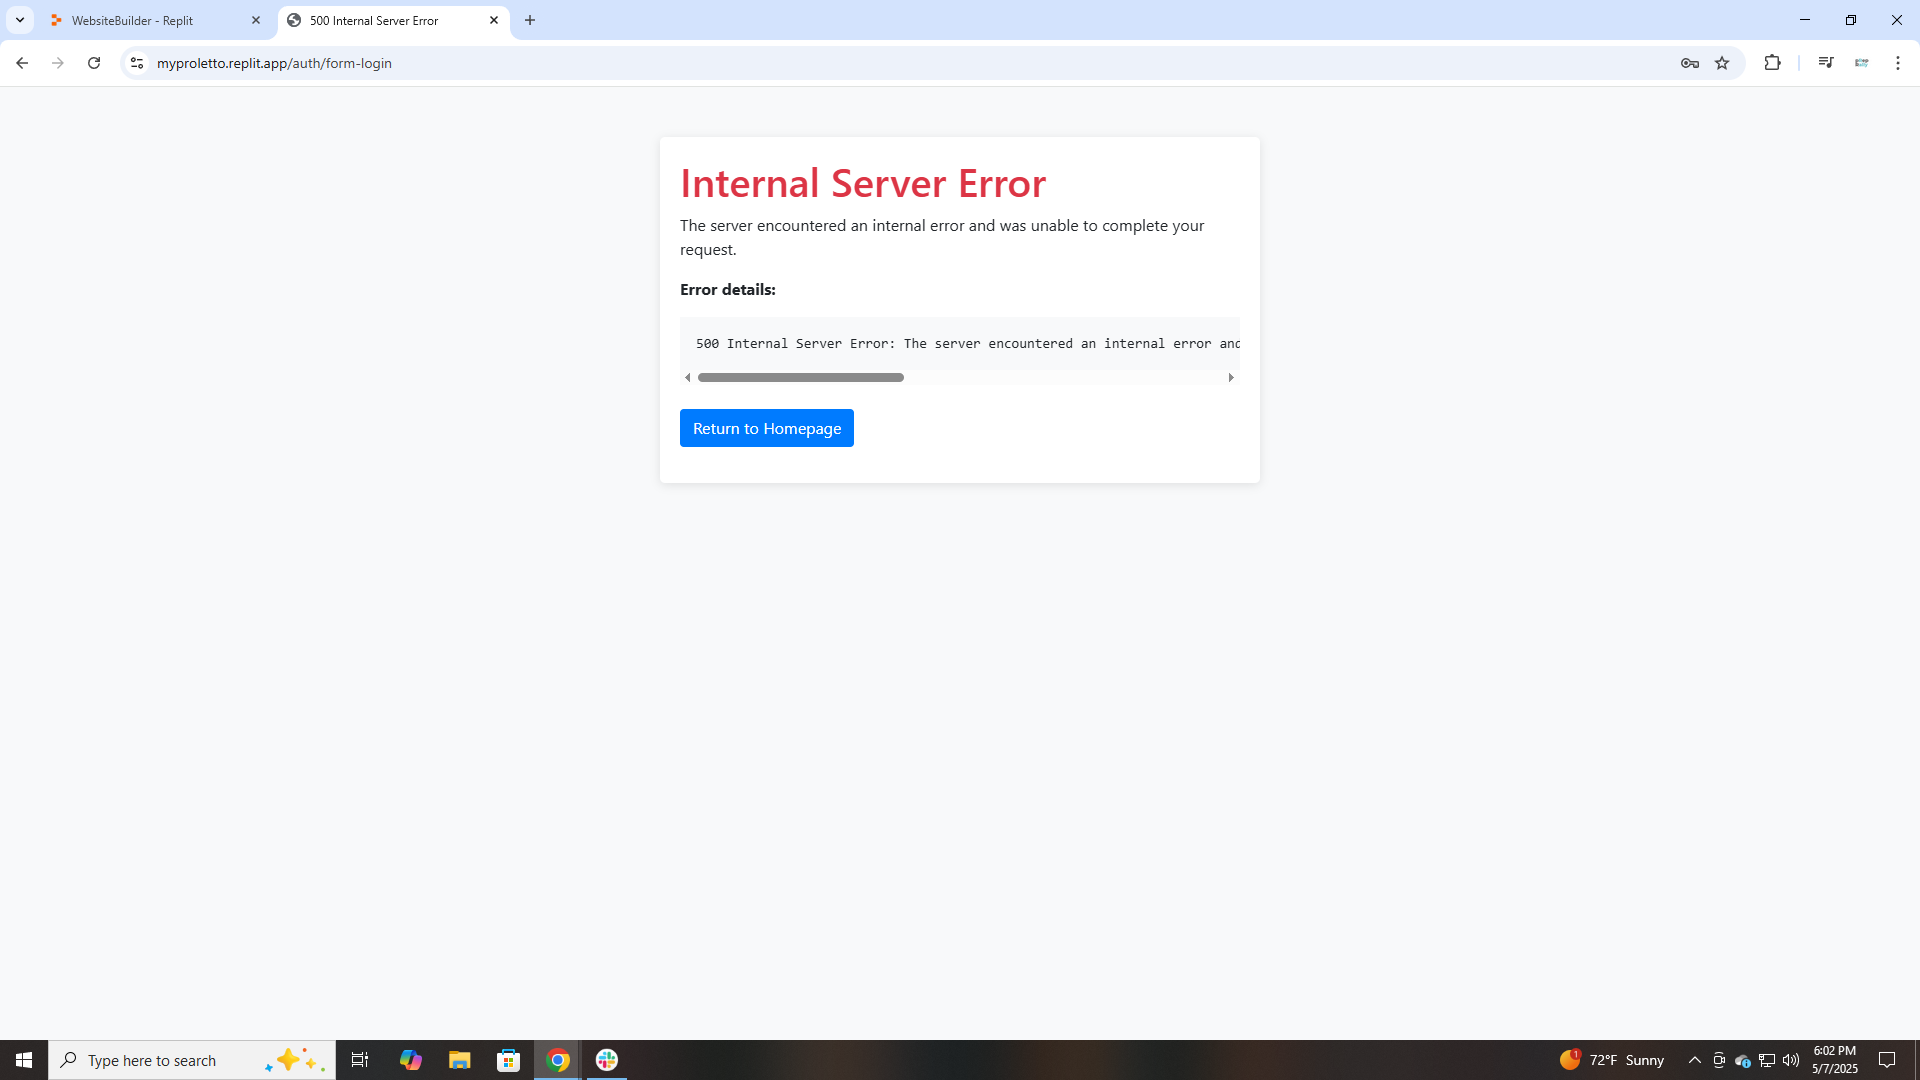 WebsiteBuilder - Replit
500 Internal Server Error
myproletto.replit.app/auth/form-login
Internal Server Error
The server encountered an internal error and was unable to complete your
request.
Error details:
500 Internal Server Error: The server encountered an internal error and
Return to Homepage
Type here to search
1
72°F Sunny
6:02 PM
5/7/2025